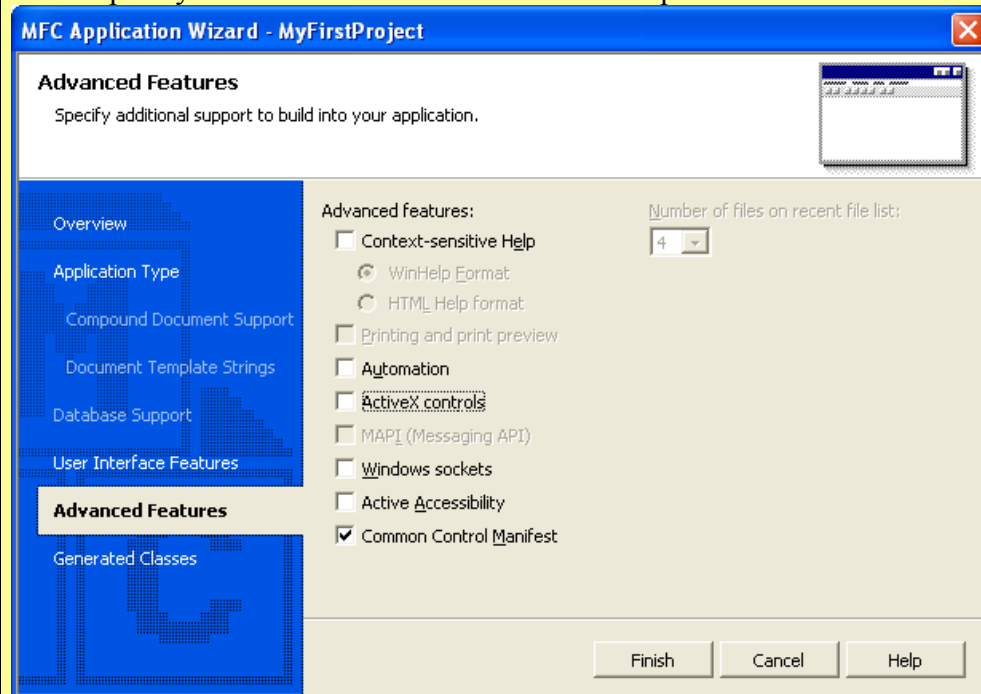 MFC Application Wizard - MyFirstProject
Advanced Features
Specify additional support to build into your application.
Overview
Application Type
Compound Document Support
Document Template Strings
Database Support
User Interface Features
Advanced Features
Generated Classes
Advanced features:
Context-sensitive Help
WinHelp Format
HTML Help format
Printing and print preview
Automation
ActiveX controls
MAPI (Messaging API)
Windows sockets
Active Accessibility
Common Control Manifest
Number of files on recent file list:
4
Finish Cancel Help